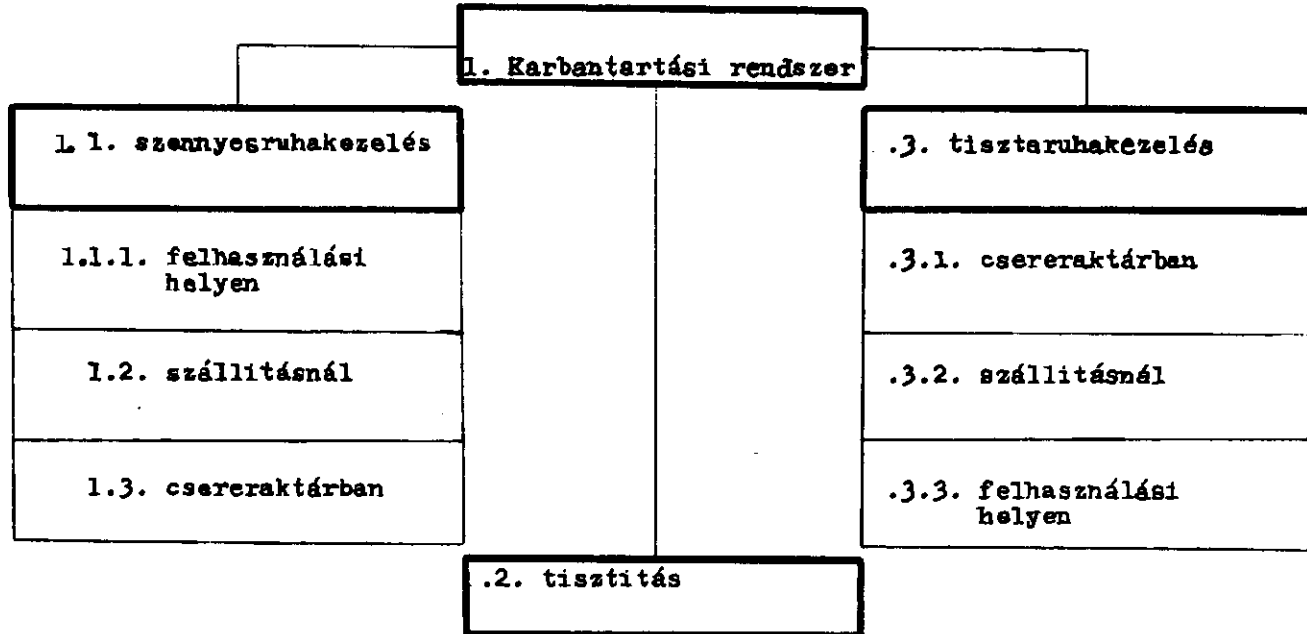 1. Karbantartási rendszer
1. 1. szennyesruhakezelés
1.1.1. felhasználási
helyen
1.2. szállitásnál
1.3. csereraktárban
.3. tisztaruhakezelés
.3.1. csereraktárban
.3.2. szállitásnál
.3.3. felhasználási
helyen
.2. tisztitás